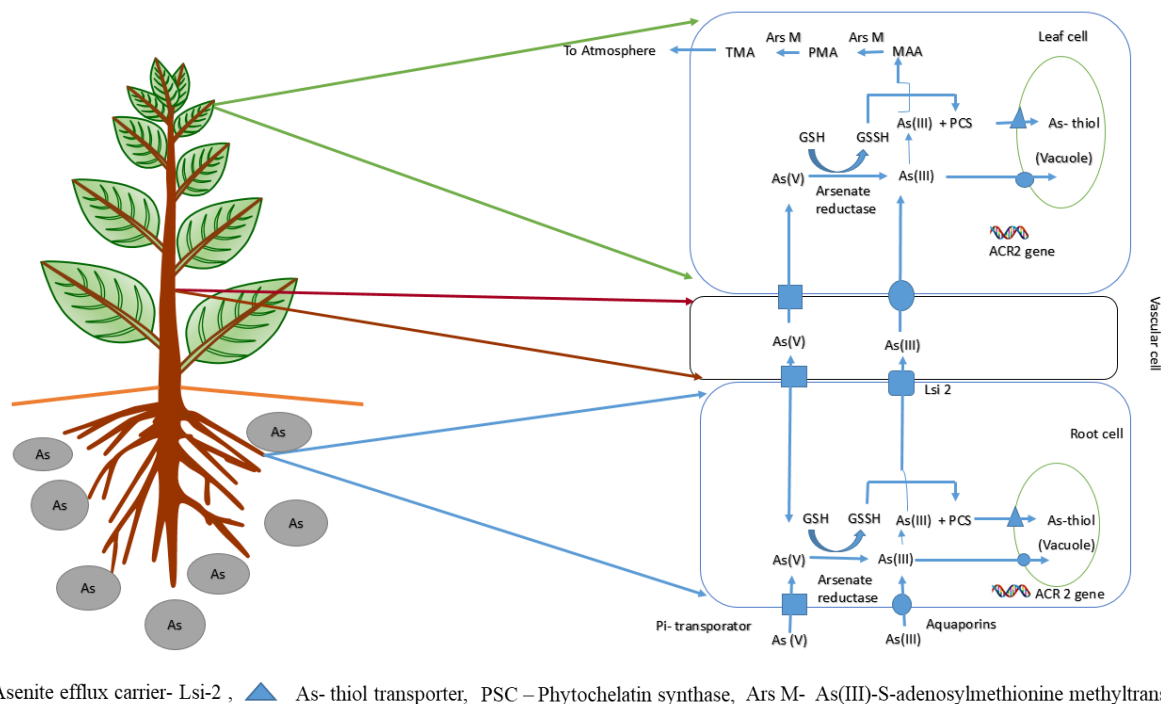 To Atmosphere
TMA
Ars M
PMA
Ars M
MAA
Leaf cell
GSH
GSSH
As(III) + PCS
As- thiol
(Vacuole)
As(V)
Arsenate
reductase
As(III)
ACR2 gene
Vascular cell
As(V)
As(III)
Lsi 2
Root cell
As
As
As
As
As
As
As
GSH
GSSH
As(III) + PCS
As-thiol
(Vacuole)
As(V)
Arsenate
reductase
As(III)
ACR 2 gene
Pi- transporator
As (V)
As(III)
Aquaporins
Asenite efflux carrier- Lsi-2 , As- thiol transporter, PSC – Phytochelatin synthase, Ars M- As(III)-S-adenosylmethionine